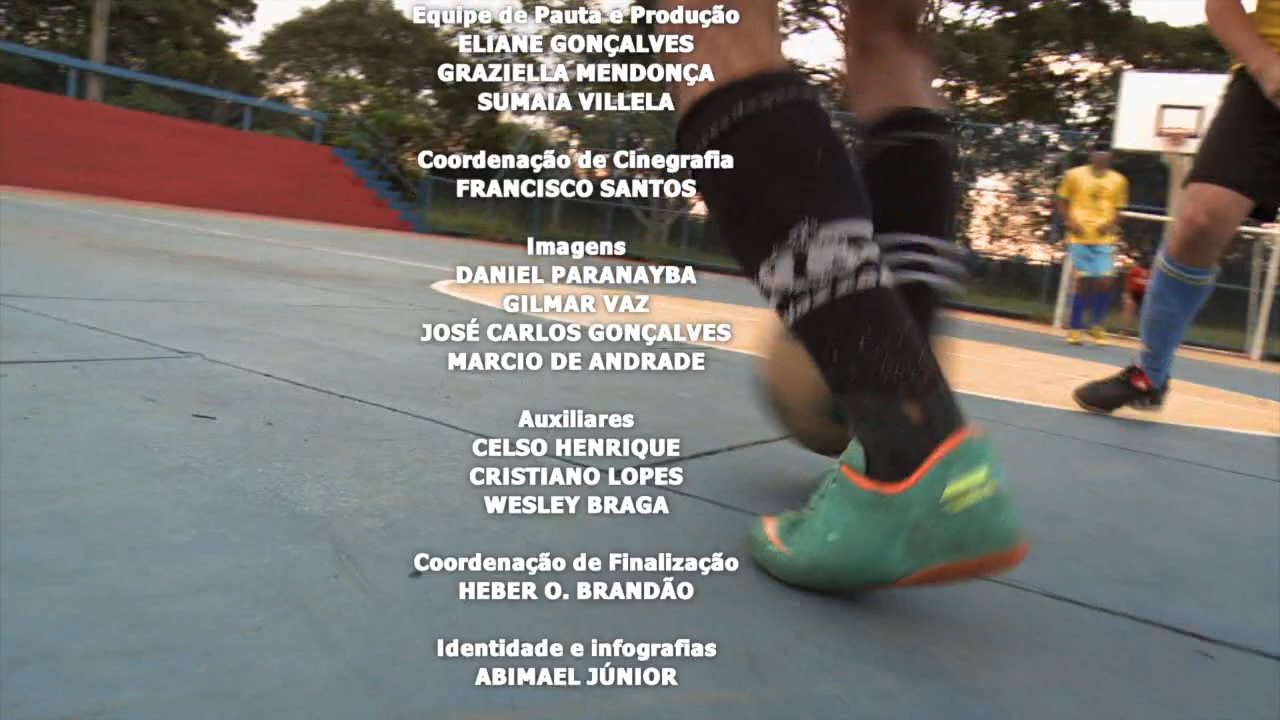 Equipe de Pauta e Produção
ELIANE GONÇALVES
GRAZIELLA MENDONÇA
SUMAIA VILLELA
Coordenação de Cinegrafia
FRANCISCO SANTOS
Imagens
DANIEL PARANAYBA
GILMAR VAZ
JOSÉ CARLOS GONÇALVES
MARCIO DE ANDRADE
Auxiliares
CELSO HENRIQUE
CRISTIANO LOPES
WESLEY BRAGA
Coordenação de Finalização
HEBER O. BRANDÃO
Identidade e infografias
ABIMAEL JÚNIOR